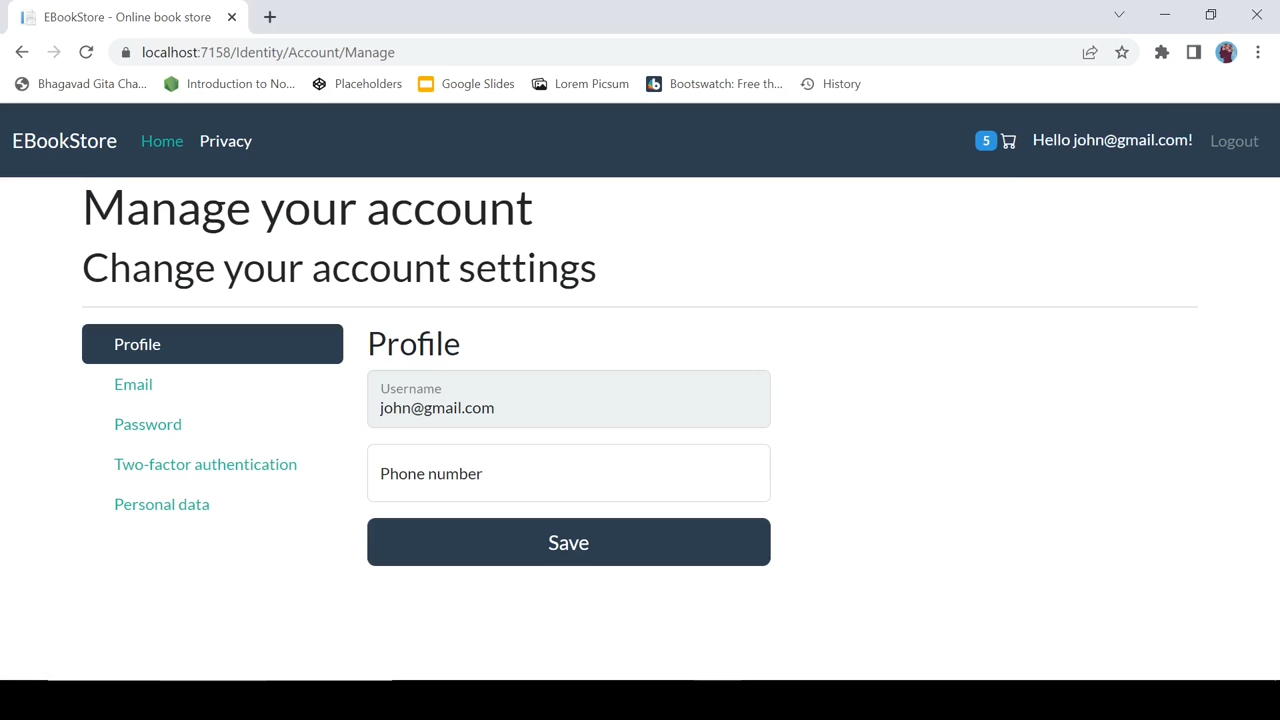 EBookStore - Online book store
localhost:7158/Identity/Account/Manage
Bhagavad Gita Cha... Introduction to No... Placeholders Google Slides Lorem Picsum Bootswatch: Free th... History
EBookStore Home Privacy 5 Hello john@gmail.com! Logout
Manage your account
Change your account settings
Profile
Email
Password
Two-factor authentication
Personal data
Profile
Username
john@gmail.com
Phone number
Save